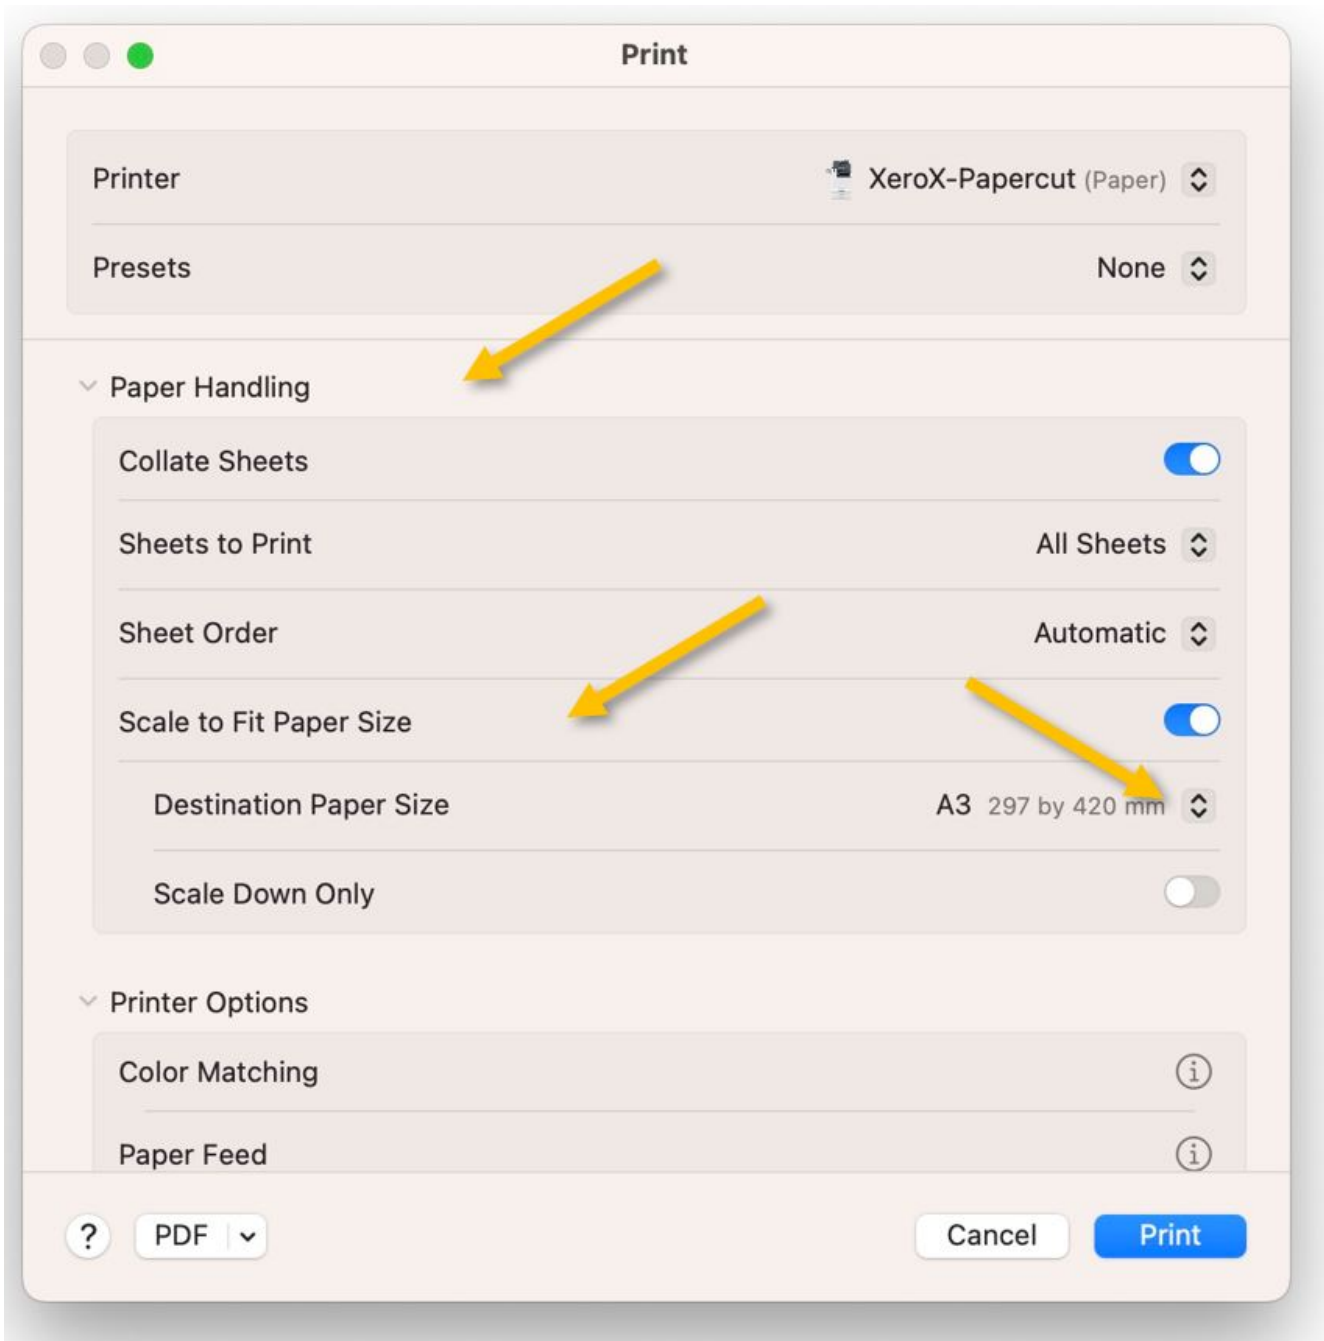 Print
Printer XeroX-Papercut (Paper)
Presets None
Paper Handling
Collate Sheets
Sheets to Print All Sheets
Sheet Order Automatic
Scale to Fit Paper Size
Destination Paper Size A3 297 by 420 mm
Scale Down Only
Printer Options
Color Matching
Paper Feed
? PDF Cancel Print